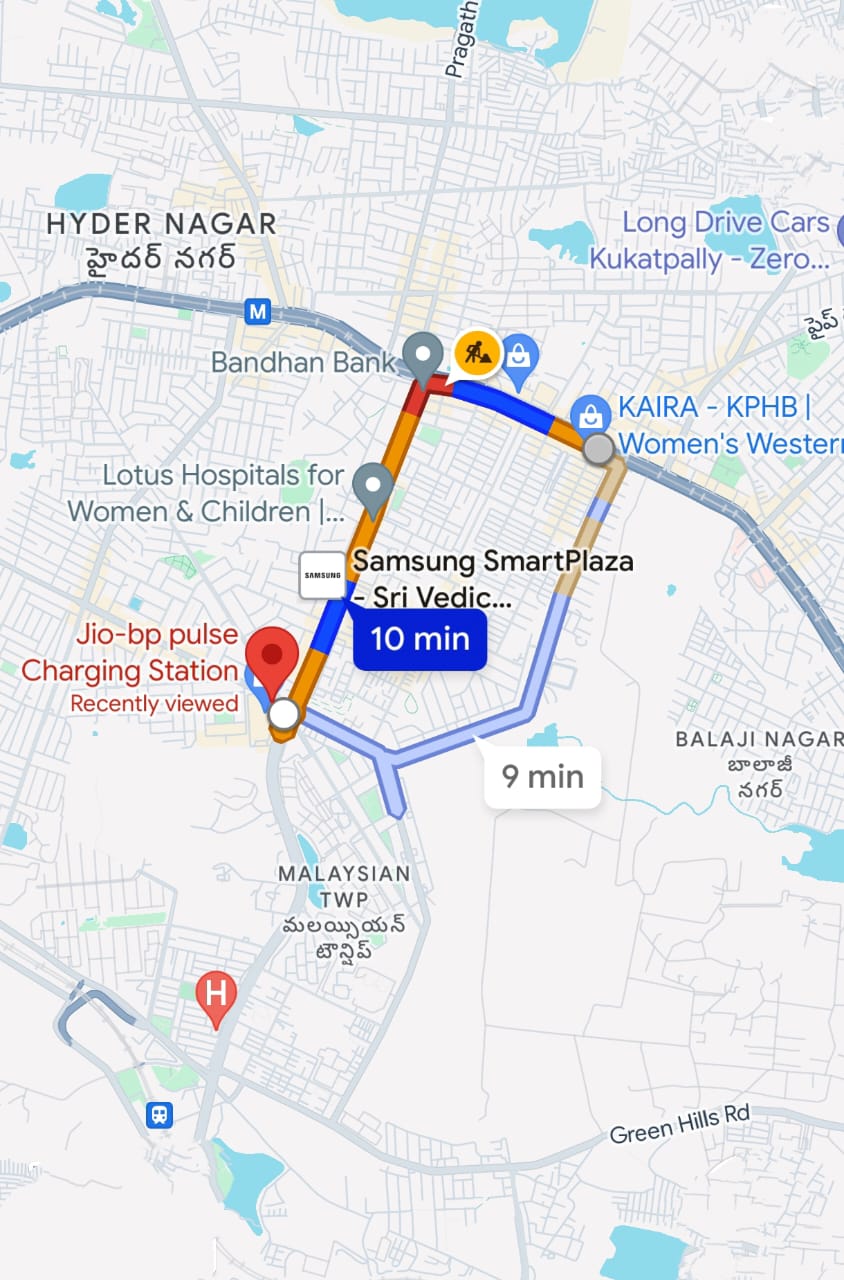 Pragath
HYDER NAGAR
హైదర్ నగర్
Long Drive Cars
Kukatpally - Zero...
పైప్
M
Bandhan Bank
KAIRA - KPHB |
Women's Western
Lotus Hospitals for
Women & Children |...
SAMSUNG
Samsung SmartPlaza
- Sri Vedic...
10 min
Jio-bp pulse
Charging Station
Recently viewed
9 min
BALAJI NAGAR
బాలాజీ
నగర్
MALAYSIAN
TWP
మలయ్సియన్
టౌన్షిప్
H
Green Hills Rd